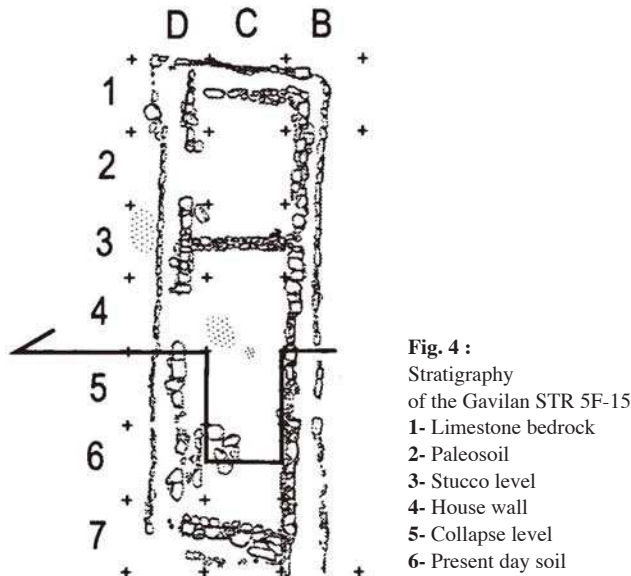 D C B
1
2
3
4
5
6
7
Fig. 4 :
Stratigraphy
of the Gavilan STR 5F-15
1- Limestone bedrock
2- Paleosoil
3- Stucco level
4- House wall
5- Collapse level
6- Present day soil